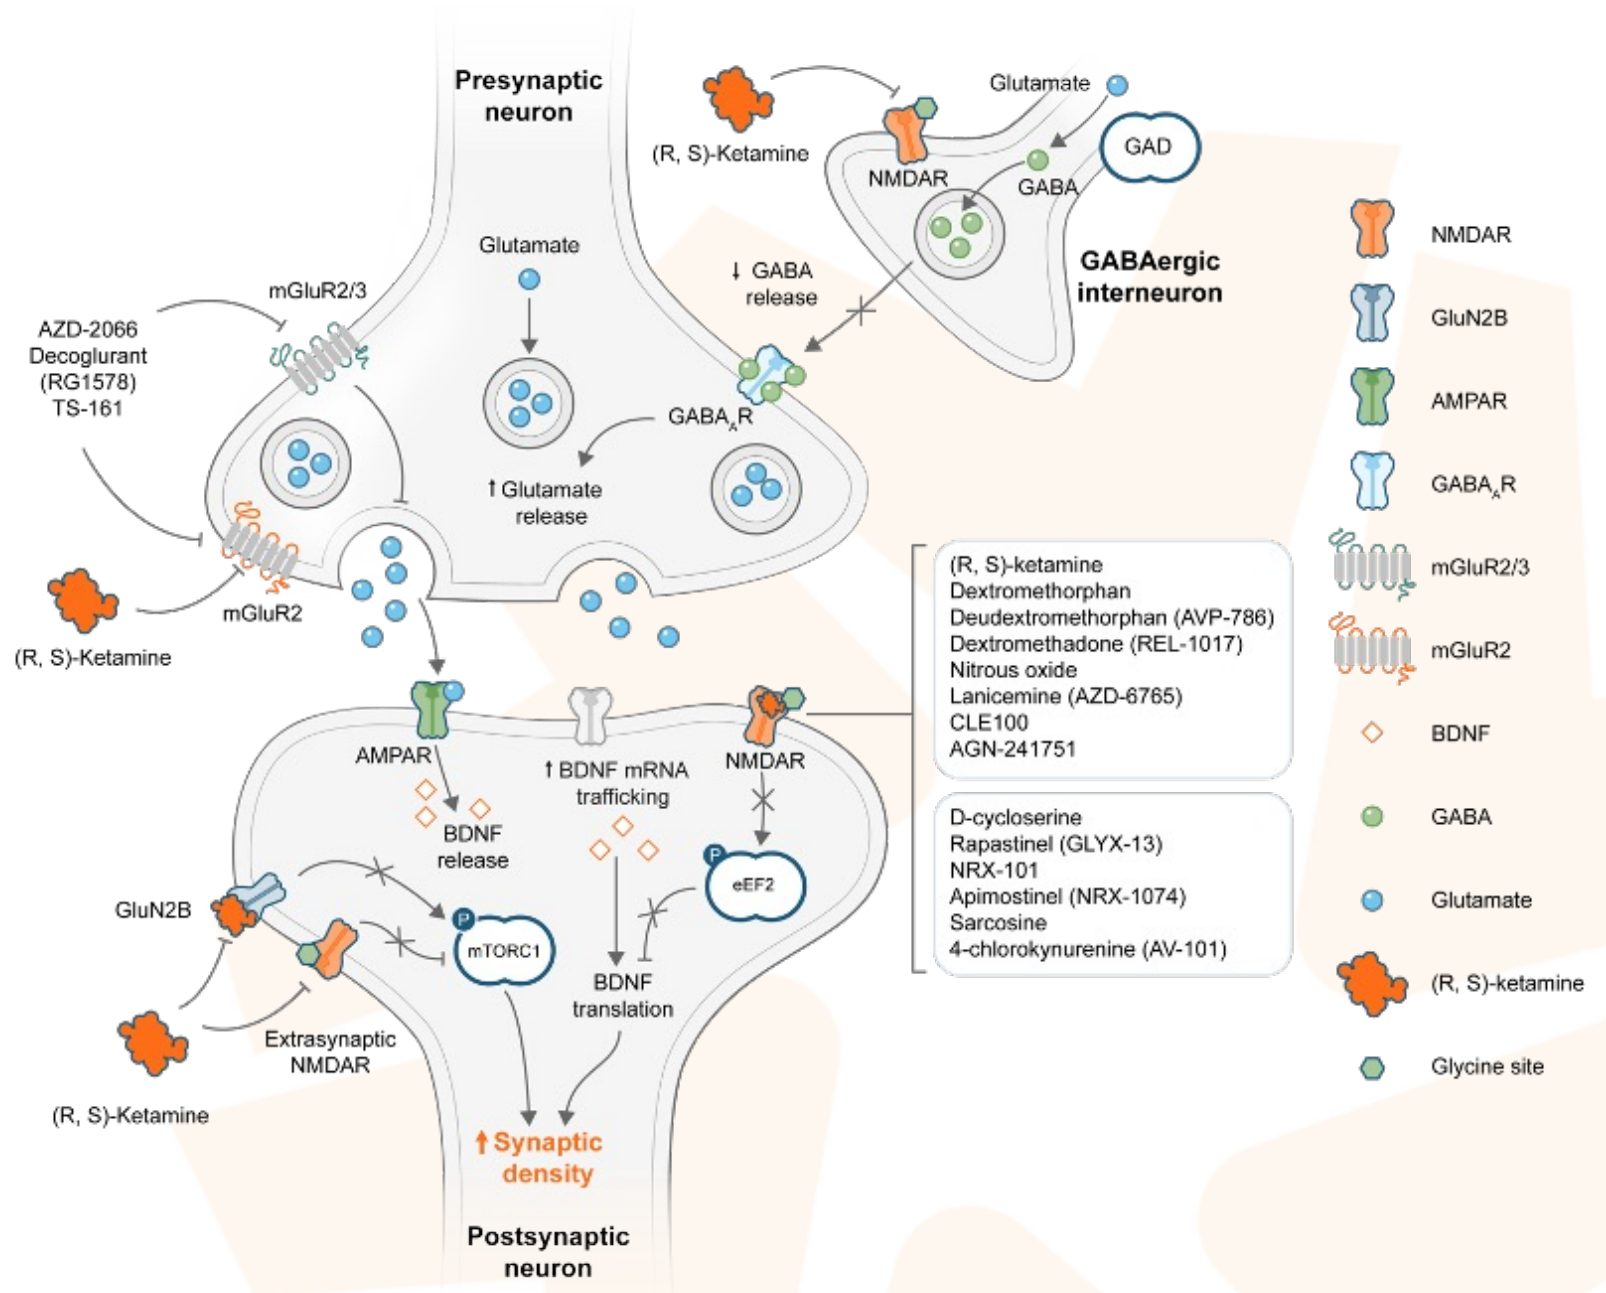 Presynaptic
neuron
(R, S)-Ketamine
Glutamate
GAD
NMDAR
GABA
GABAergic
interneuron
↓ GABA
release
Glutamate
mGluR2/3
AZD-2066
Decoglurant
(RG1578)
TS-161
GABA_AR
↑ Glutamate
release
mGluR2
(R, S)-Ketamine
AMPAR
↑ BDNF mRNA
trafficking
NMDAR
BDNF
release
P
eEF2
GluN2B
P
mTORC1
BDNF
translation
Extrasynaptic
NMDAR
(R, S)-Ketamine
↑ Synaptic
density
Postsynaptic
neuron
(R, S)-ketamine
Dextromethorphan
Deudextromethorphan (AVP-786)
Dextromethadone (REL-1017)
Nitrous oxide
Lanicemine (AZD-6765)
CLE100
AGN-241751
D-cycloserine
Rapastinel (GLYX-13)
NRX-101
Apimostinel (NRX-1074)
Sarcosine
4-chlorokynurenine (AV-101)
NMDAR
GluN2B
AMPAR
GABA_AR
mGluR2/3
mGluR2
BDNF
GABA
Glutamate
(R, S)-ketamine
Glycine site